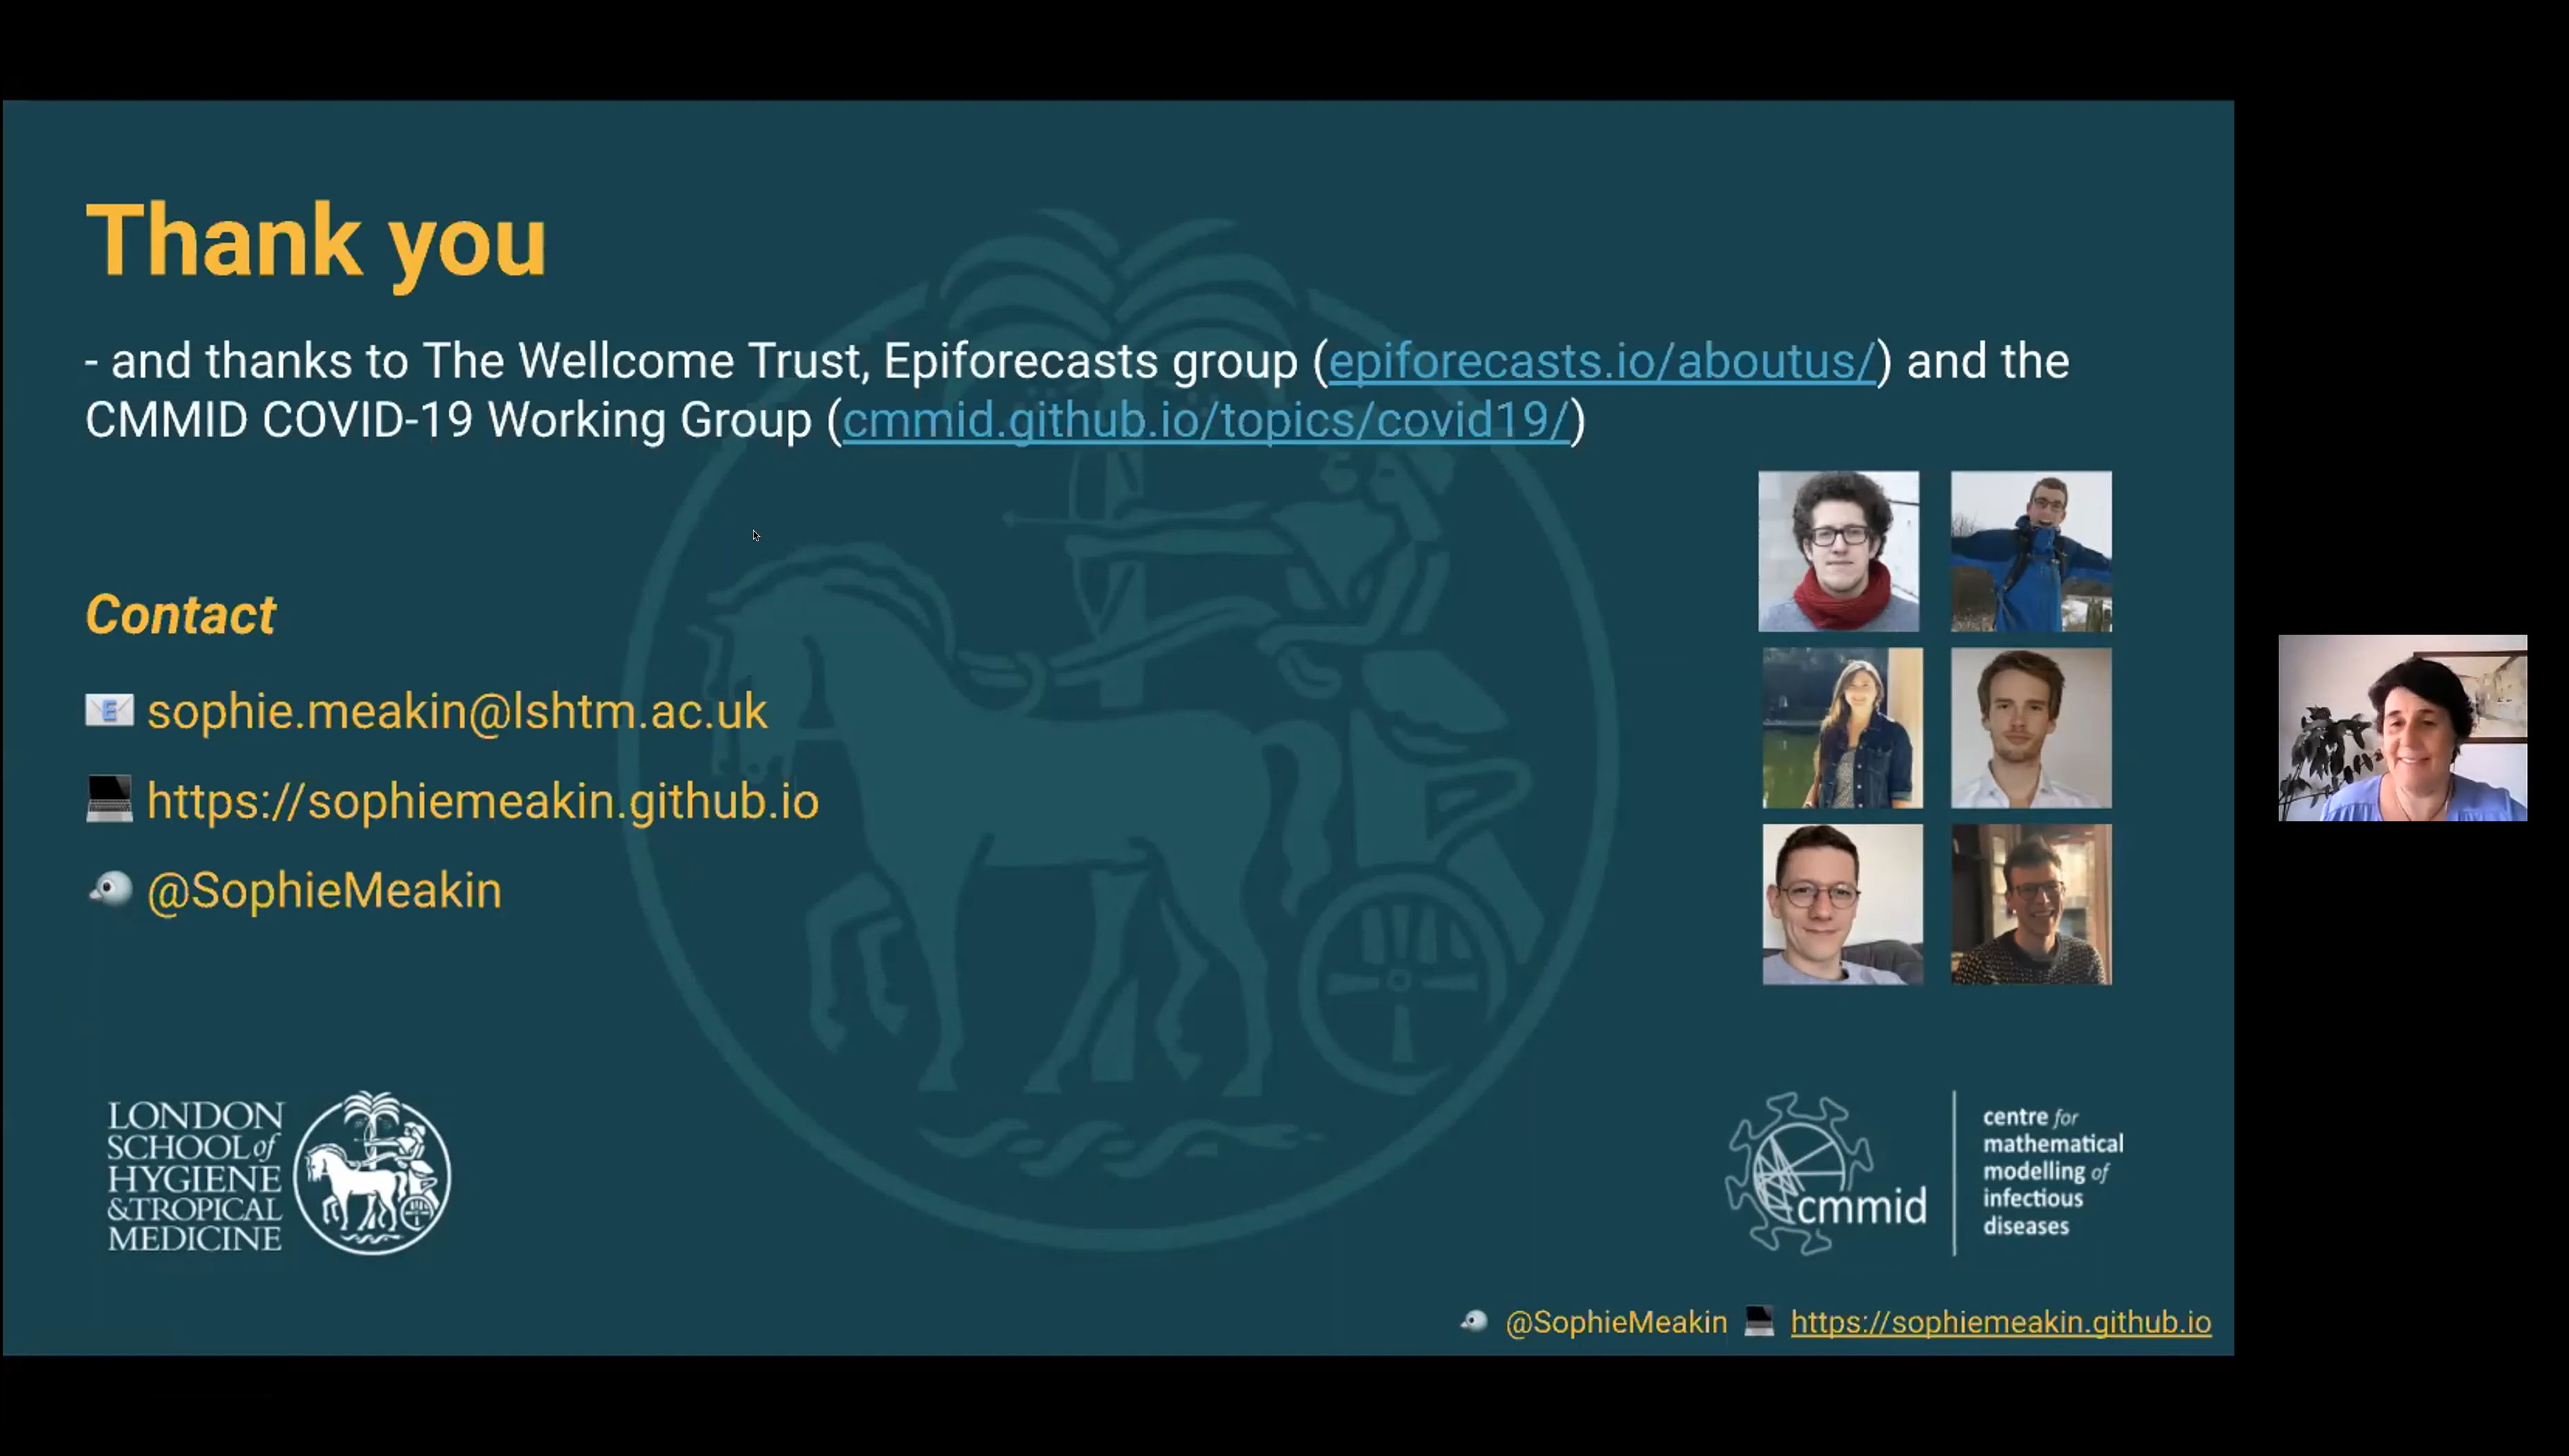 Thank you
- and thanks to The Wellcome Trust, Epiforecasts group (epiforecasts.io/aboutus/) and the
CMMID COVID-19 Working Group (cmmid.github.io/topics/covid19/)
Contact
sophie.meakin@lshtm.ac.uk
https://sophiemeakin.github.io
@SophieMeakin
LONDON
SCHOOL of
HYGIENE
&TROPICAL
MEDICINE
cmmid
centre for
mathematical
modelling of
infectious
diseases
@SophieMeakin https://sophiemeakin.github.io